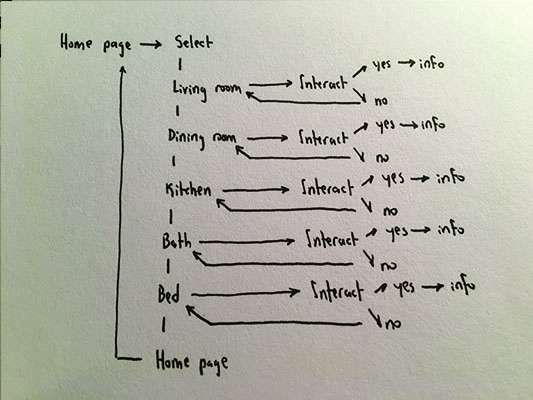 Home page → Select
yes → info
Living room → Interact
no
yes → info
Dining room → Interact
no
Kitchen → Interact yes → info
no
yes → info
Bath → Interact
no
Bed → Interact yes → info
no
Home page